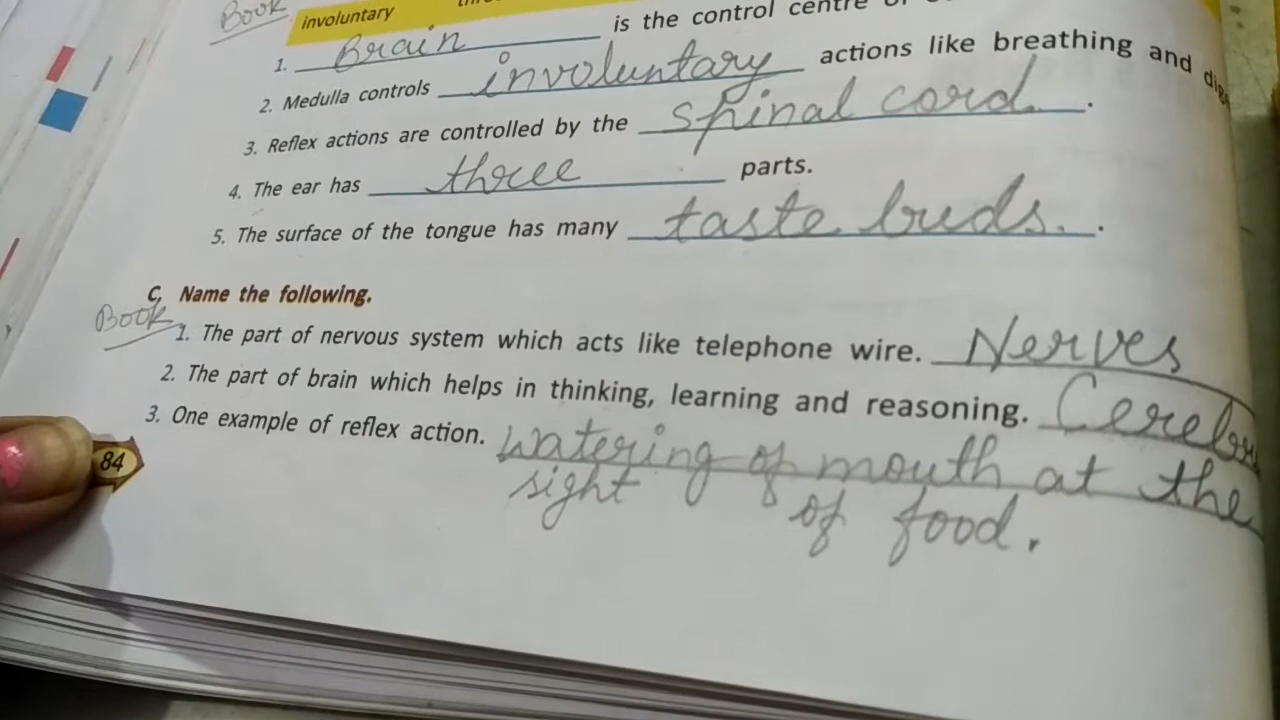 Book
involuntary
1. Brain is the control centre
2. Medulla controls involuntary actions like breathing and
3. Reflex actions are controlled by the spinal cord.
4. The ear has three parts.
5. The surface of the tongue has many taste buds. .
C. Name the following.
Book
1. The part of nervous system which acts like telephone wire. Nerves
2. The part of brain which helps in thinking, learning and reasoning.
3. One example of reflex action. Watering of mouth at the
sight of food.
84